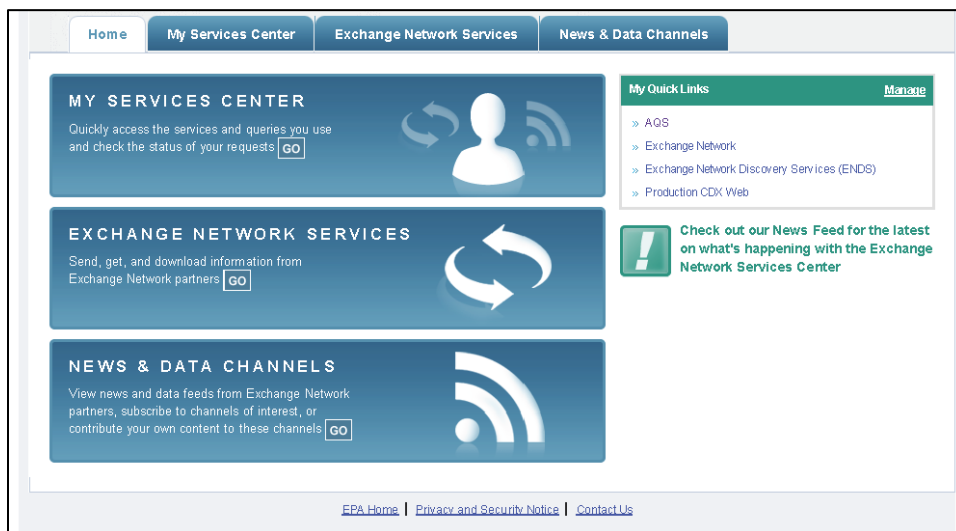 Home
My Services Center
Exchange Network Services
News & Data Channels
MY SERVICES CENTER
Quickly access the services and queries you use
and check the status of your requests GO
EXCHANGE NETWORK SERVICES
Send, get, and download information from
Exchange Network partners GO
NEWS & DATA CHANNELS
View news and data feeds from Exchange Network
partners, subscribe to channels of interest, or
contribute your own content to these channels GO
My Quick Links Manage
» AQS
» Exchange Network
» Exchange Network Discovery Services (ENDS)
» Production CDX Web
Check out our News Feed for the latest
on what's happening with the Exchange
Network Services Center
EPA Home | Privacy and Security Notice | Contact Us